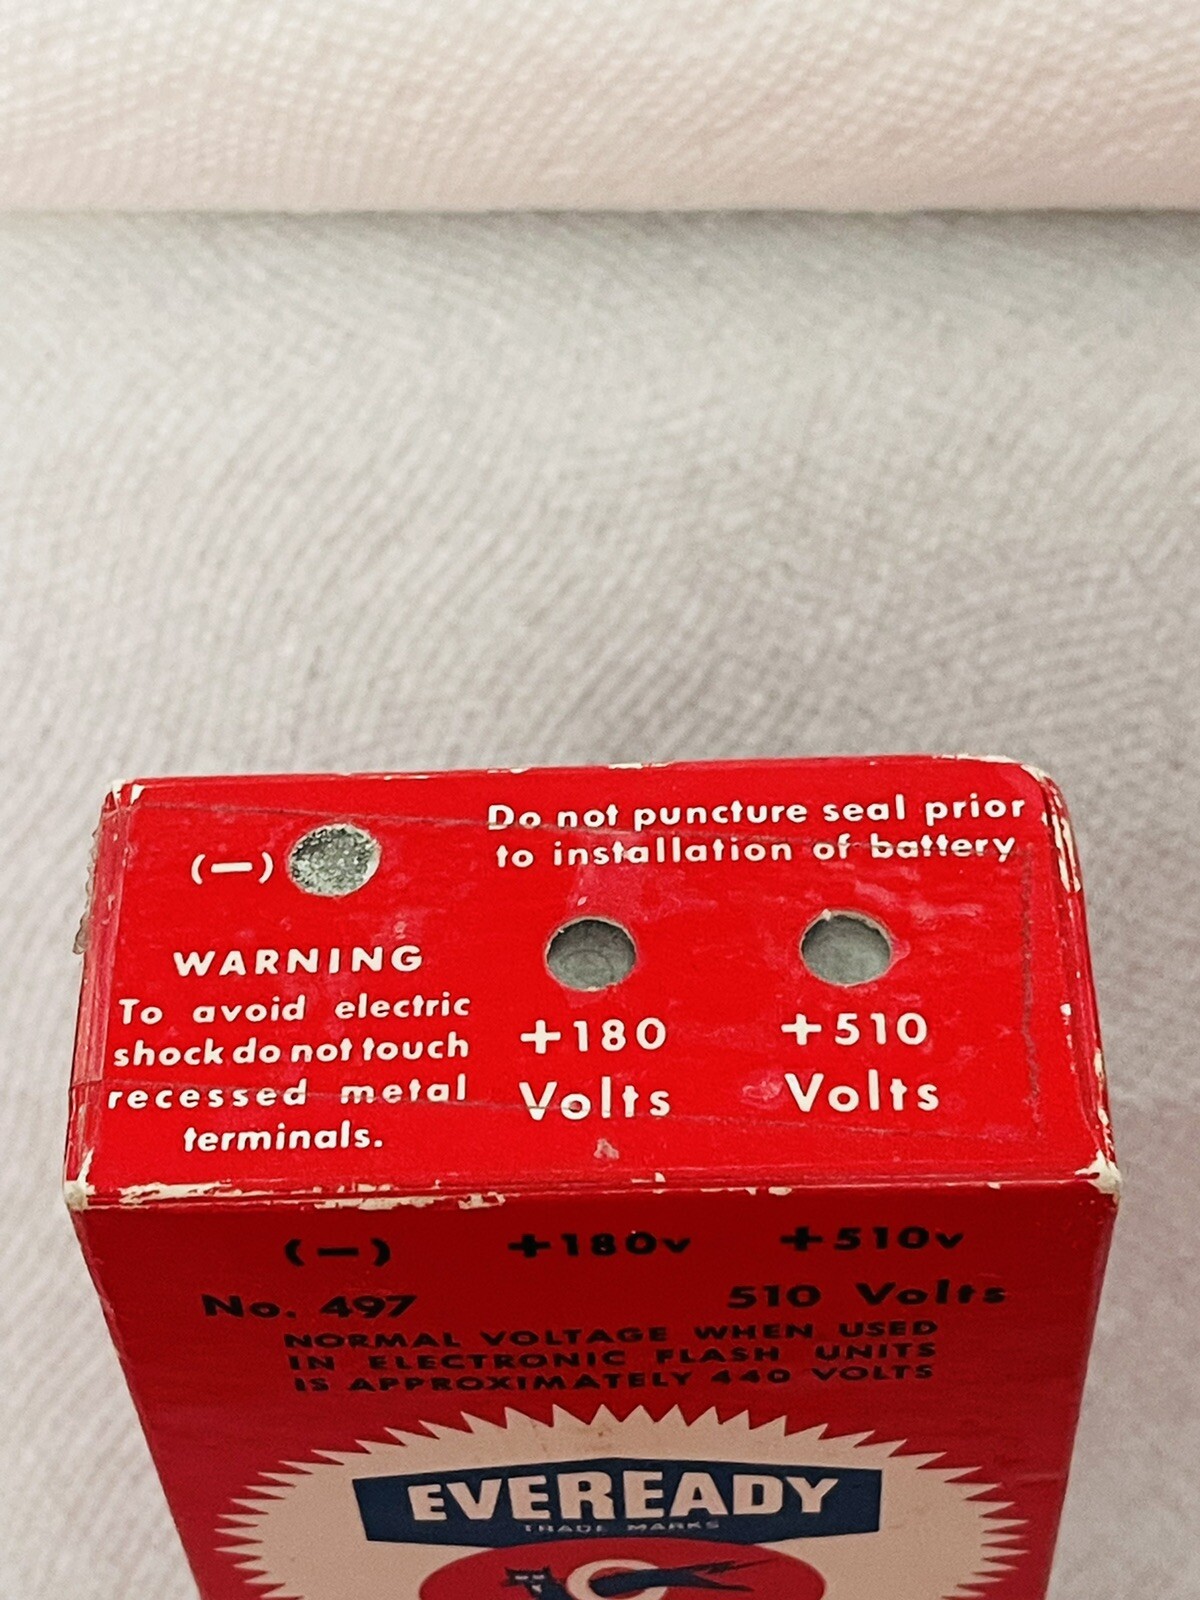 Do not puncture seal prior
to installation of battery
(—)
WARNING
To avoid electric
shock do not touch
recessed metal
terminals.
+180
Volts
+510
Volts
(—) +180v +510v
No. 497 510 Volts
NORMAL VOLTAGE WHEN USED
IN ELECTRONIC FLASH UNITS
IS APPROXIMATELY 440 VOLTS
EVEREADY
TRADE MARKS